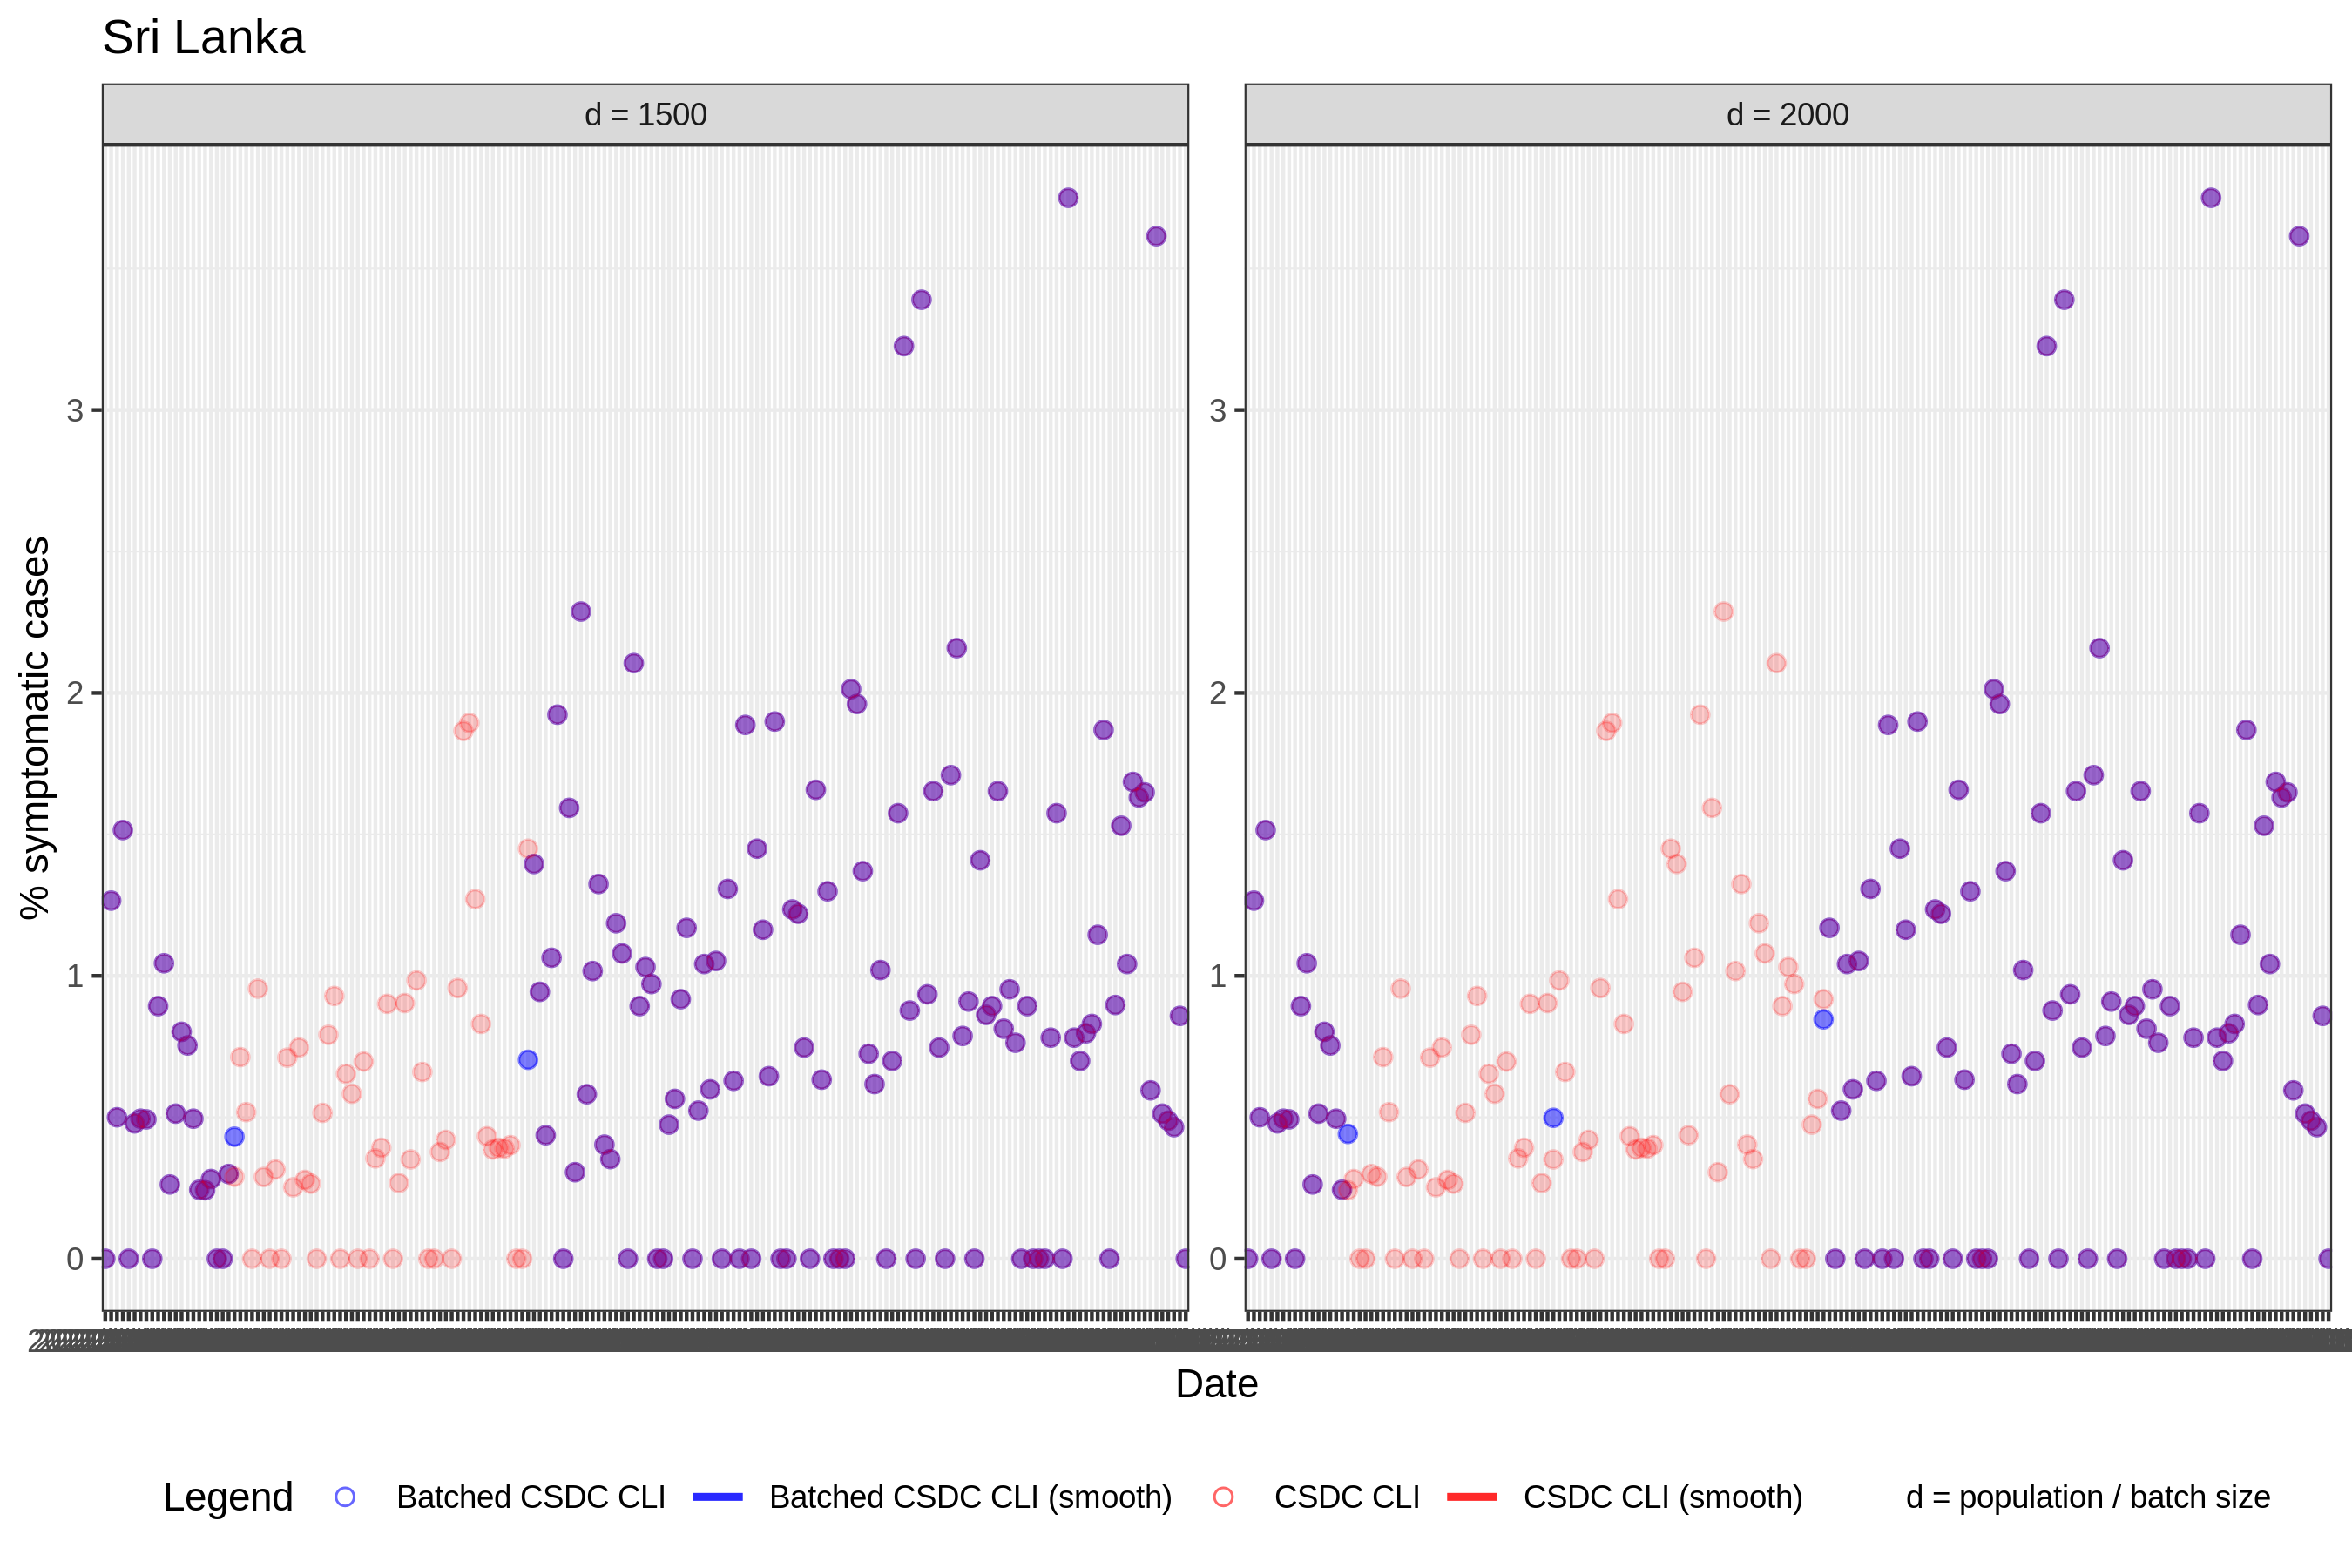 Sri Lanka
d = 1500
d = 2000
% symptomatic cases
3
2
1
0
3
2
1
0
Date
Legend
Batched CSDC CLI
Batched CSDC CLI (smooth)
CSDC CLI
CSDC CLI (smooth)
d = population / batch size